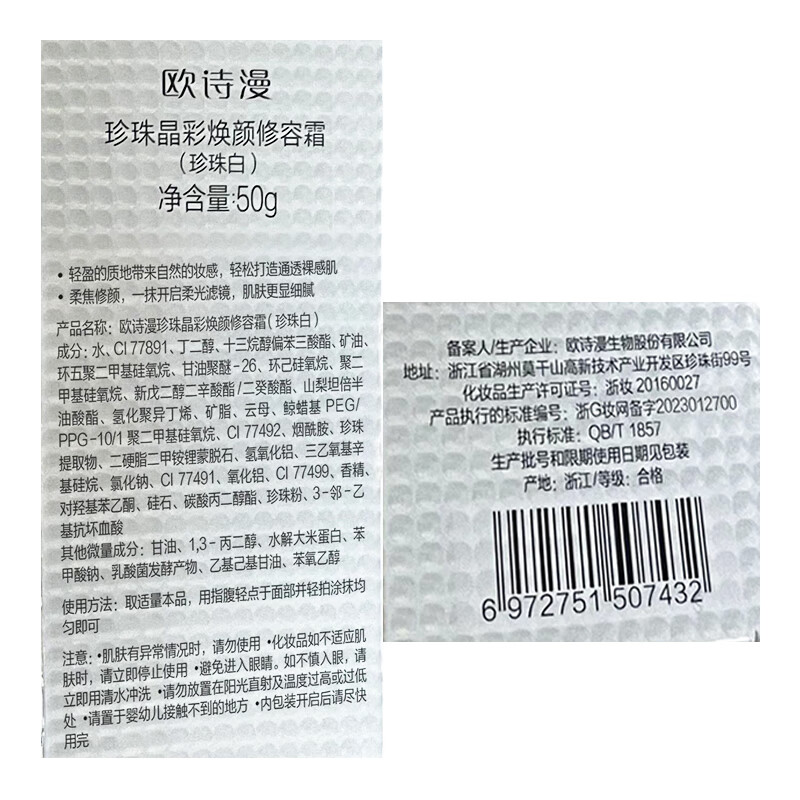 欧诗漫
珍珠晶彩焕颜修容霜
(珍珠白)
净含量:50g
• 轻盈的质地带来自然的妆感，轻松打造通透裸感肌
• 柔焦修颜，一抹开启柔光滤镜，肌肤更显细腻
产品名称：欧诗漫珍珠晶彩焕颜修容霜(珍珠白)
成分：水、CI 77891、丁二醇、十三烷醇偏苯三酸酯、矿油、
环五聚二甲基硅氧烷、甘油聚醚-26、环己硅氧烷、聚二
甲基硅氧烷、新戊二醇二辛酸酯/二癸酸酯、山梨坦倍半
油酸酯、氢化聚异丁烯、矿脂、云母、鲸蜡基 PEG/
PPG-10/1 聚二甲基硅氧烷、CI 77492、烟酰胺、珍珠
提取物、二硬脂二甲铵锂蒙脱石、氢氧化铝、三乙氧基辛
基硅烷、氯化钠、CI 77491、氧化铝、CI 77499、香精、
对羟基苯乙酮、硅石、碳酸丙二醇酯、珍珠粉、3-邻-乙
基抗坏血酸
其他微量成分：甘油、1,3-丙二醇、水解大米蛋白、苯
甲酸钠、乳酸菌发酵产物、乙基己基甘油、苯氧乙醇
使用方法：取适量本品，用指腹轻点于面部并轻拍涂抹均
匀即可
注意：•肌肤有异常情况时，请勿使用 •化妆品如不适应肌
肤时，请立即停止使用 •避免进入眼睛。如不慎入眼，请
立即用清水冲洗 •请勿放置在阳光直射及温度过高或过低
处 •请置于婴幼儿接触不到的地方 •内包装开启后请尽快
用完
备案人/生产企业：欧诗漫生物股份有限公司
地址：浙江省湖州莫干山高新技术产业开发区珍珠街99号
化妆品生产许可证号：浙妆 20160027
产品执行的标准编号：浙G妆网备字2023012700
执行标准：QB/T 1857
生产批号和限期使用日期见包装
产地：浙江/等级：合格
6 972751 507432